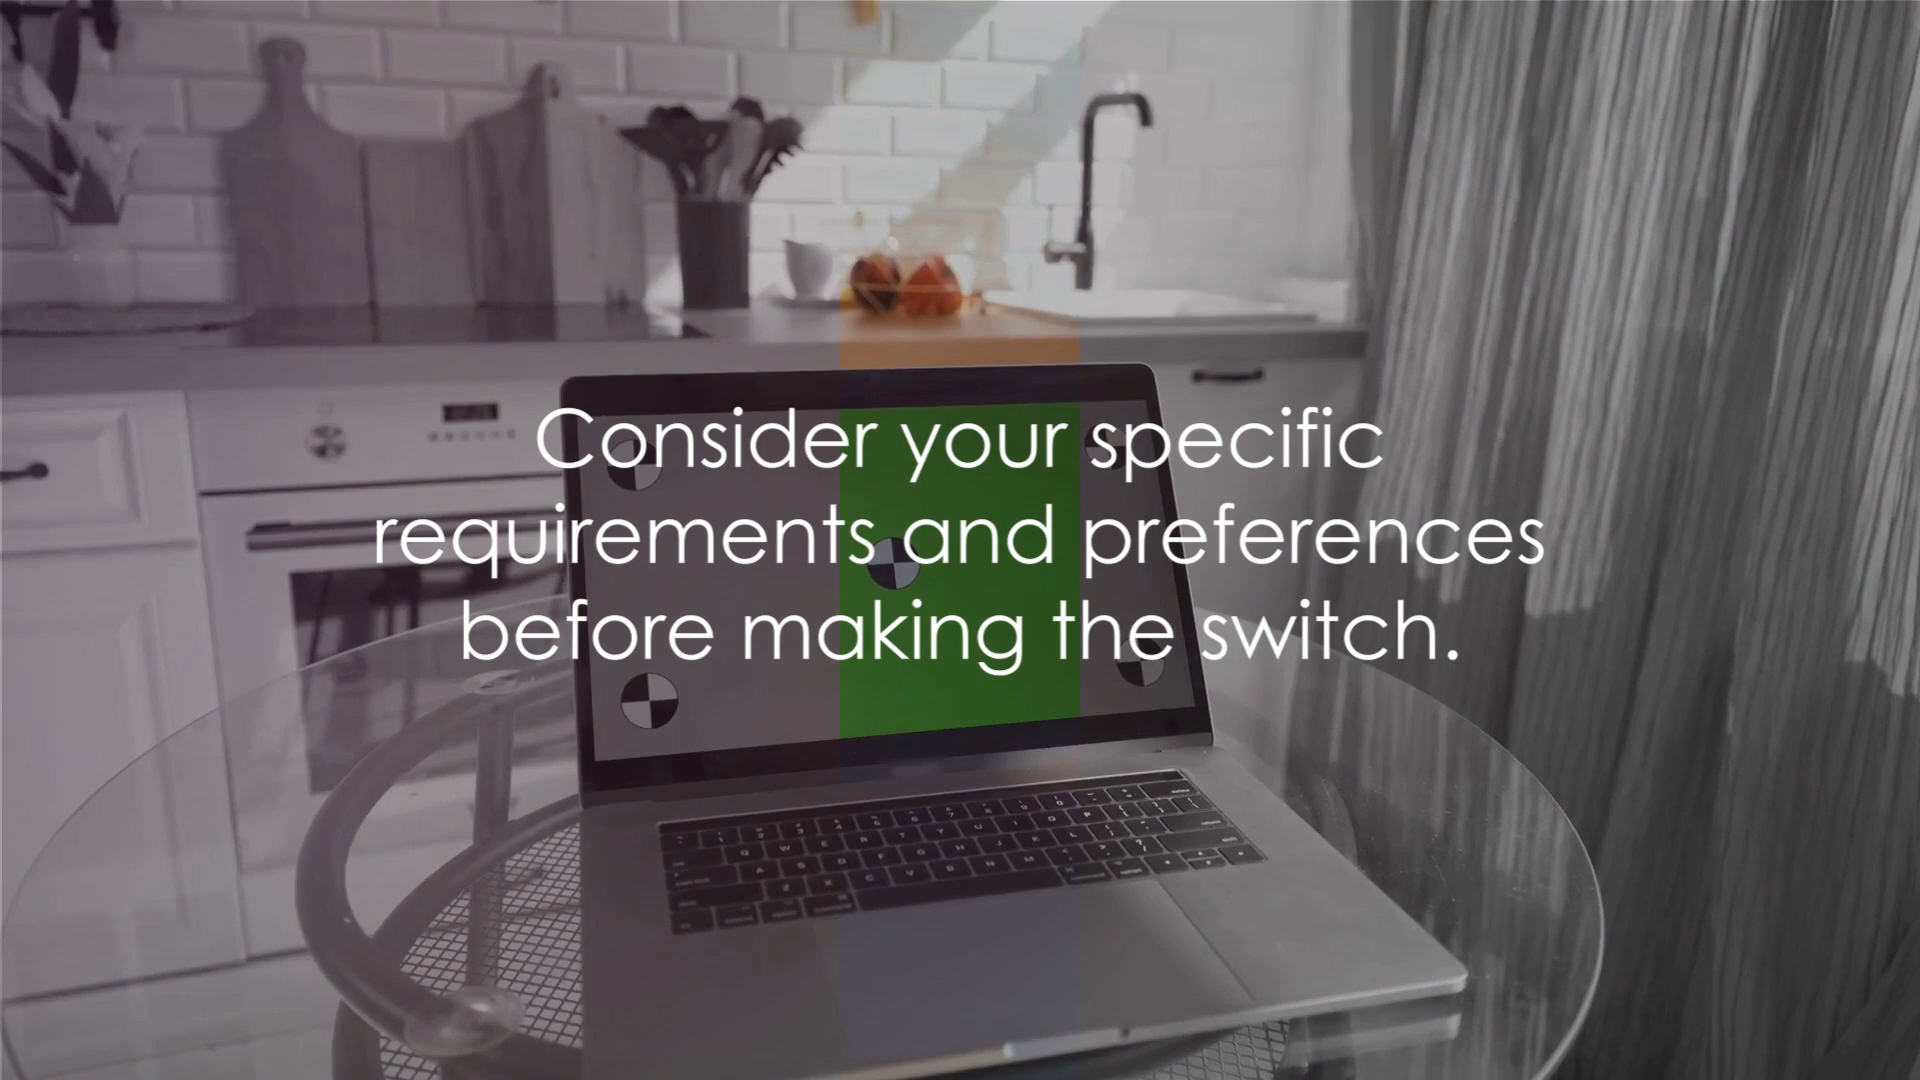 Consider your specific
requirements and preferences
before making the switch.